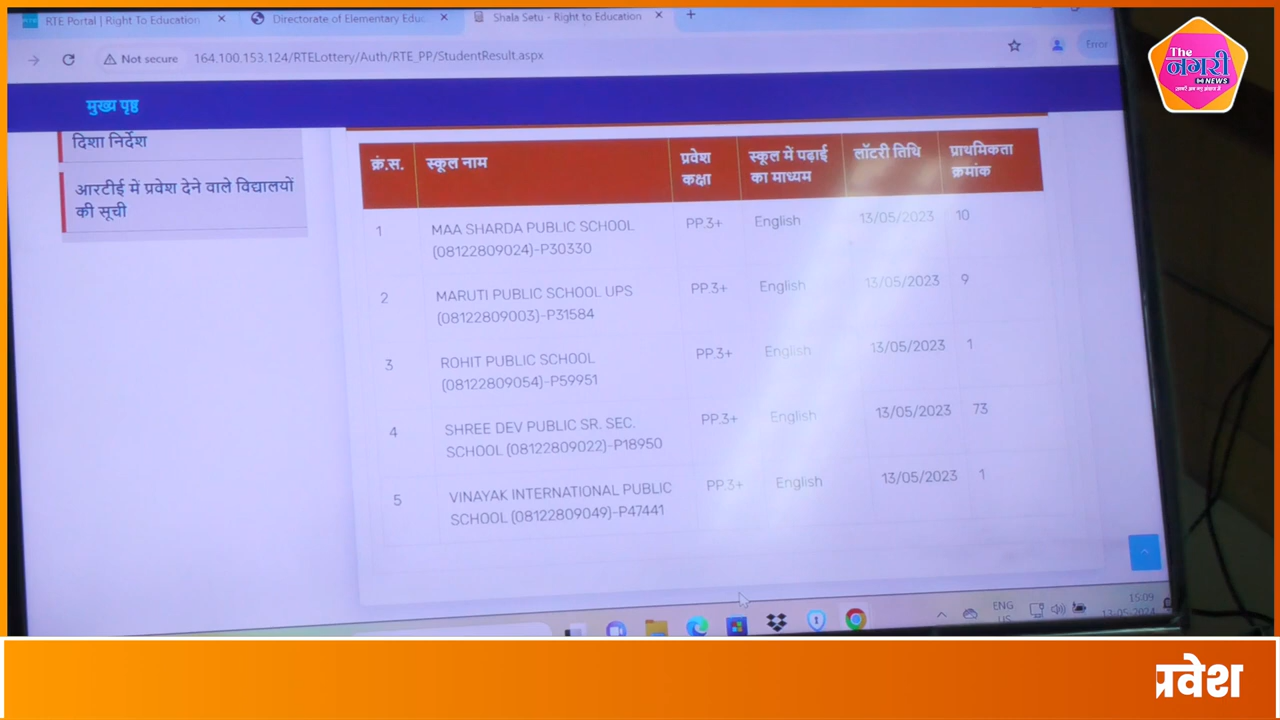 RTE Portal | Right To Education
Directorate of Elementary Educ
Shala Setu - Right to Education
Not secure 164.100.153.124/RTELottery/Auth/RTE_PP/StudentResult.aspx
Error
The
नगरी
NEWS
मुख्य पृष्ठ
दिशा निर्देश
आरटीई में प्रवेश देने वाले विद्यालयों
की सूची
क्रं.स. स्कूल नाम प्रवेश कक्षा स्कूल में पढ़ाई का माध्यम लॉटरी तिथि प्राथमिकता क्रमांक
1 MAA SHARDA PUBLIC SCHOOL PP.3+ English 13/05/2023 10
(08122809024)-P30330
2 MARUTI PUBLIC SCHOOL UPS PP.3+ English 13/05/2023 9
(08122809003)-P31584
3 ROHIT PUBLIC SCHOOL PP.3+ English 13/05/2023 1
(08122809054)-P59951
4 SHREE DEV PUBLIC SR. SEC. PP.3+ English 13/05/2023 73
SCHOOL (08122809022)-P18950
5 VINAYAK INTERNATIONAL PUBLIC PP.3+ English 13/05/2023 1
SCHOOL (08122809049)-P47441
ENG
US
15:09
13-05-2024
प्रवेश